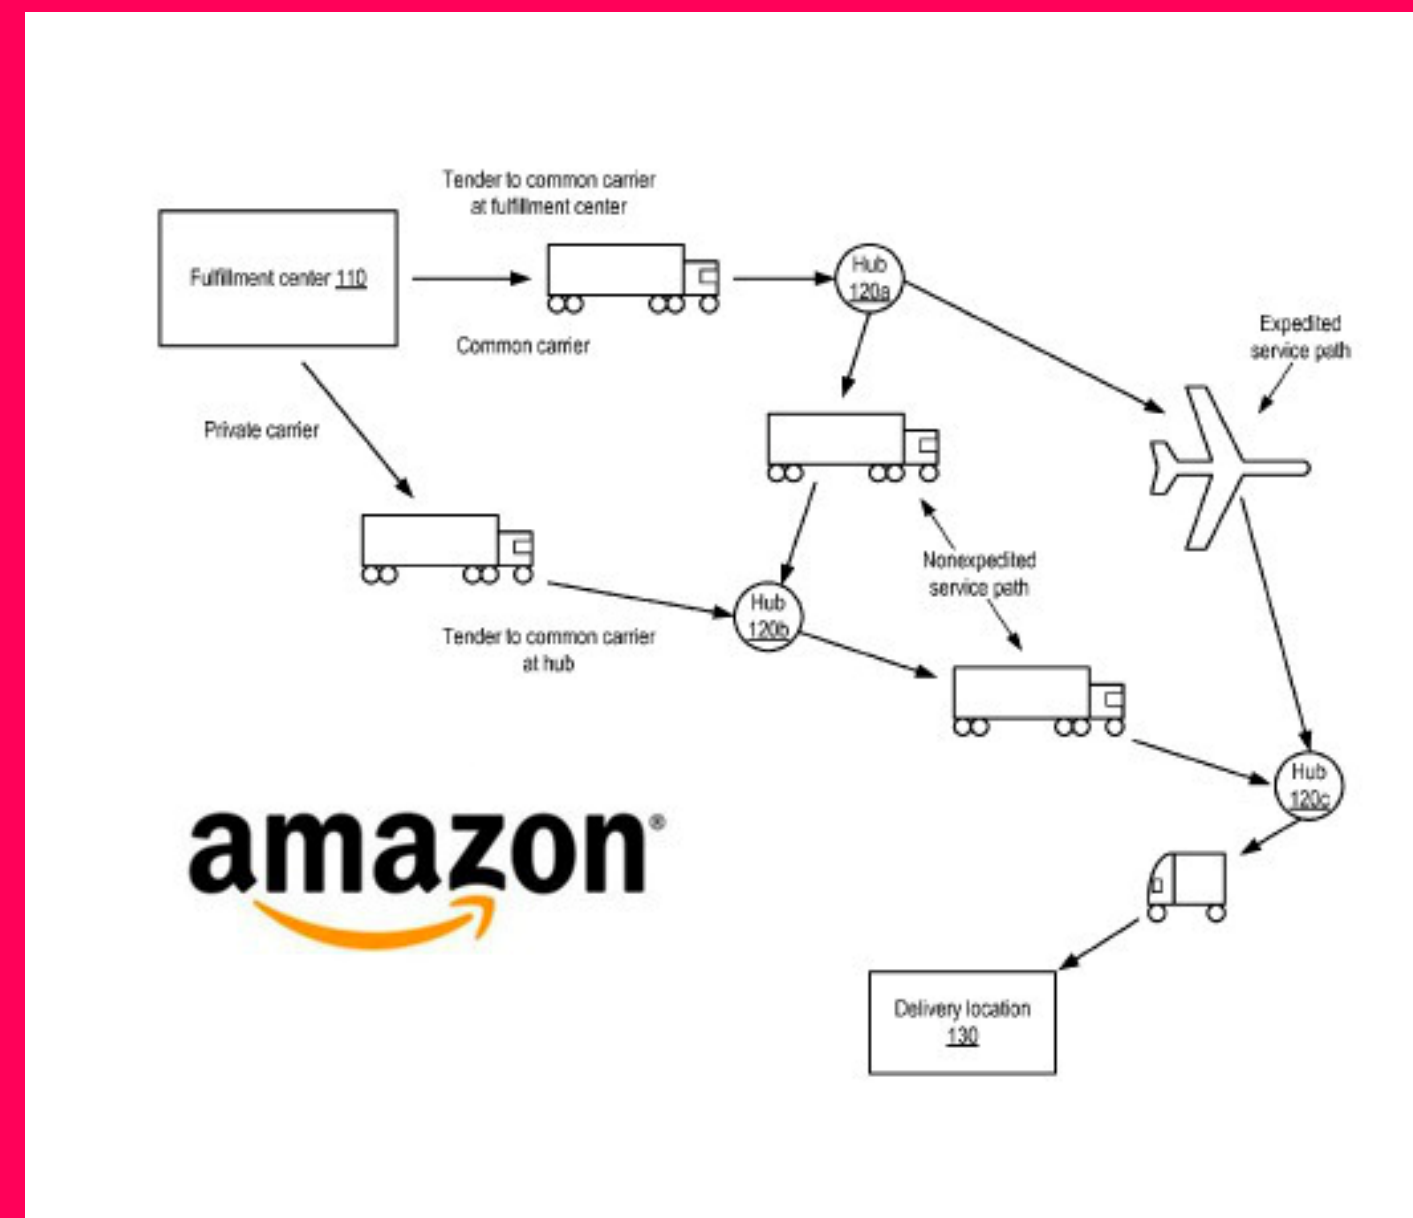 Tender to common carrier
at fulfillment center
Fulfillment center 110
Hub
120a
Common carrier
Expedited
service path
Private carrier
Nonexpedited
service path
Hub
120b
Tender to common carrier
at hub
Hub
120c
amazon®
Delivery location
130